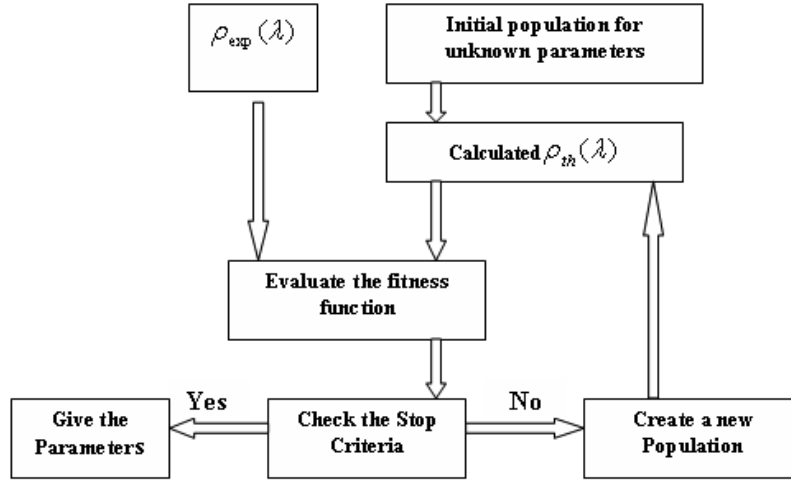 ρexp(λ)
Initial population for
unknown parameters
Calculated ρth(λ)
Evaluate the fitness
function
Yes
No
Give the
Parameters
Check the Stop
Criteria
Create a new
Population